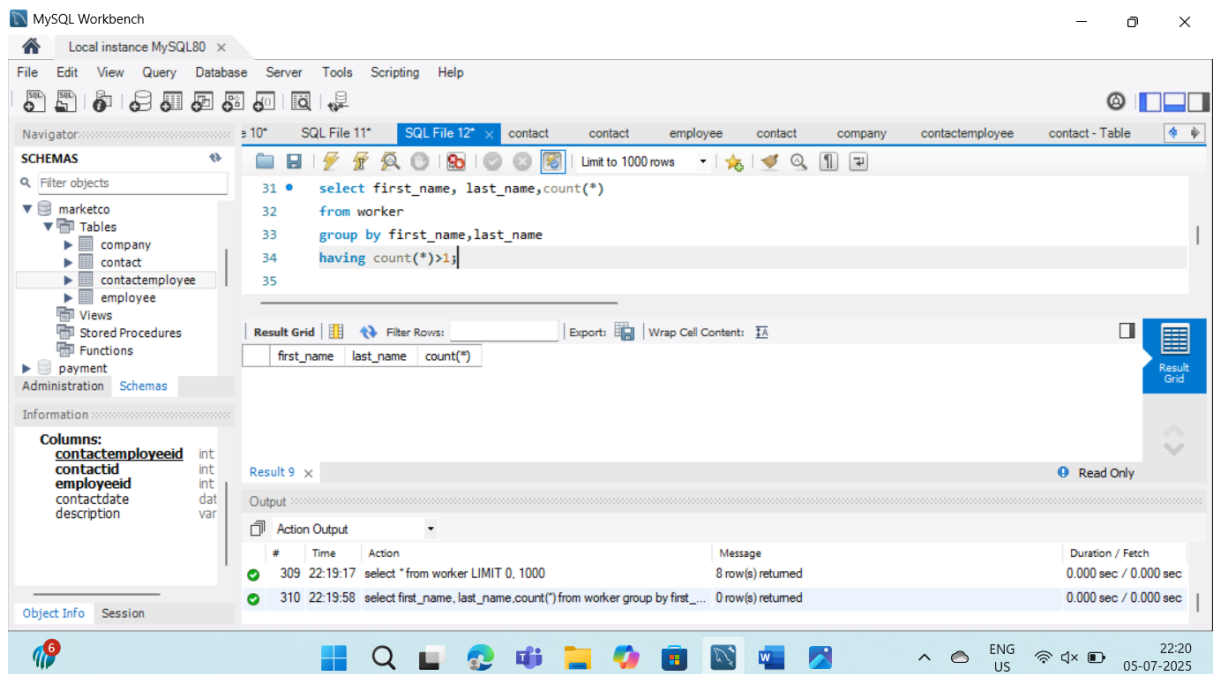 MySQL Workbench
Local instance MySQL80
File Edit View Query Database Server Tools Scripting Help
Navigator
SCHEMAS
Filter objects
marketco
Tables
company
contact
contactemployee
employee
Views
Stored Procedures
Functions
payment
Administration Schemas
Information
Columns:
contactemployeeid int
contactid int
employeeid int
contactdate dat
description var
Object Info Session
e 10* SQL File 11* SQL File 12* contact contact employee contact company contactemployee contact - Table
Limit to 1000 rows
31 select first_name, last_name,count(*)
32 from worker
33 group by first_name,last_name
34 having count(*)>1;
35
Result Grid Filter Rows: Export: Wrap Cell Content:
first_name last_name count(*)
Result Grid
Result 9 Read Only
Output
Action Output
# Time Action Message Duration / Fetch
309 22:19:17 select * from worker LIMIT 0, 1000 8 row(s) returned 0.000 sec / 0.000 sec
310 22:19:58 select first_name, last_name,count(*) from worker group by first_... 0 row(s) returned 0.000 sec / 0.000 sec
6
ENG
US
22:20
05-07-2025